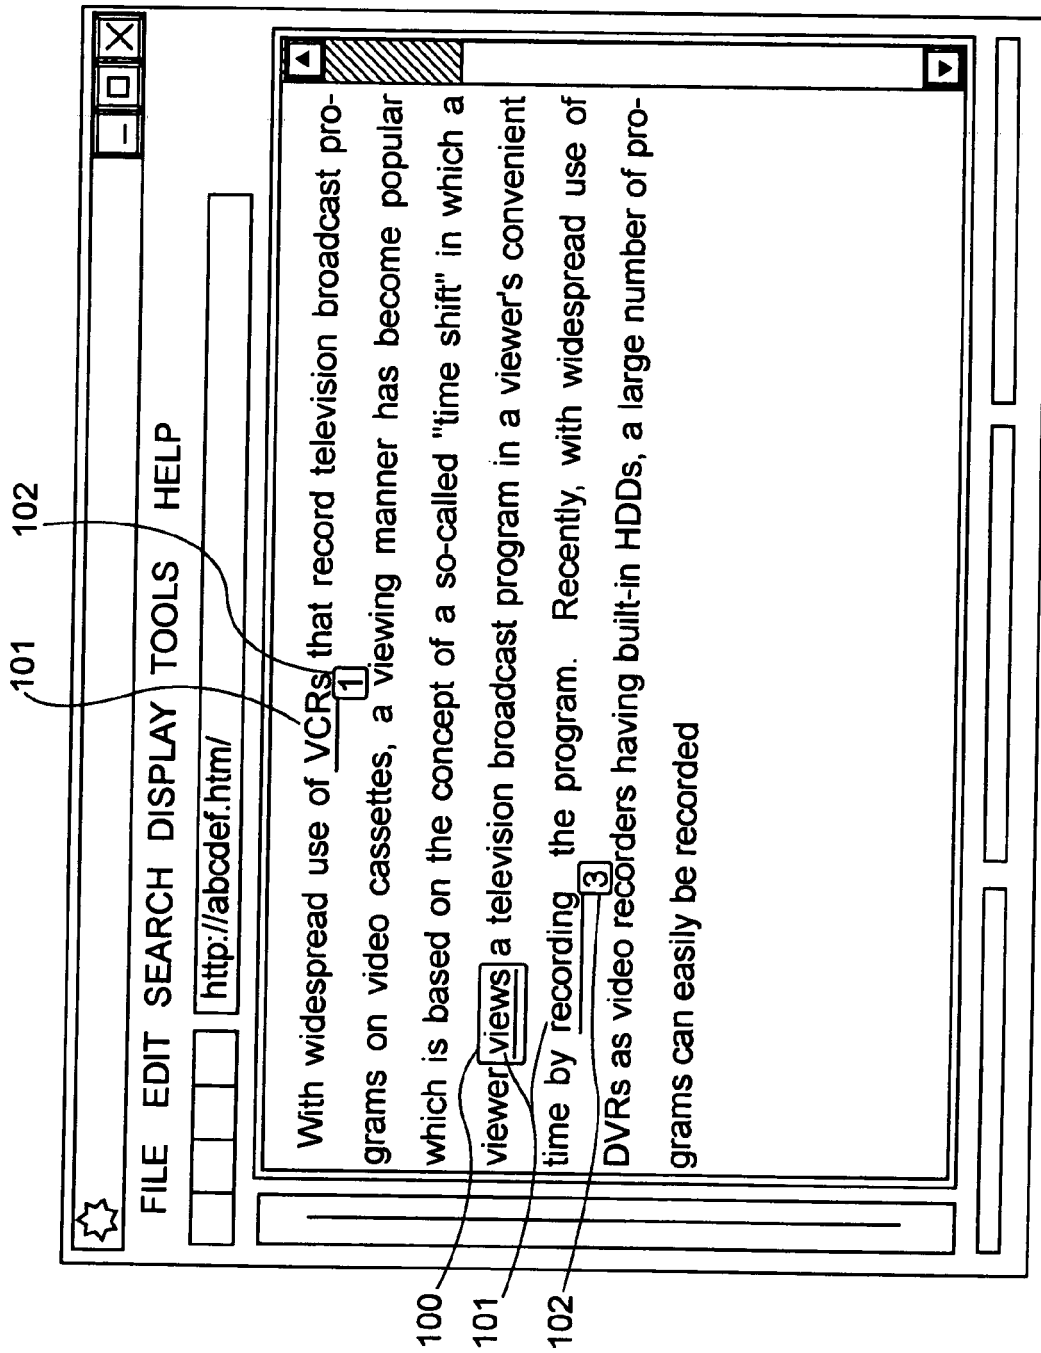 101
102
FILE EDIT SEARCH DISPLAY TOOLS HELP
http://abcdef.htm/
With widespread use of VCRs that record television broadcast pro-
1
grams on video cassettes, a viewing manner has become popular
which is based on the concept of a so-called "time shift" in which a
viewer views a television broadcast program in a viewer's convenient
time by recording the program. Recently, with widespread use of
3
DVRs as video recorders having built-in HDDs, a large number of pro-
grams can easily be recorded
100
101
102